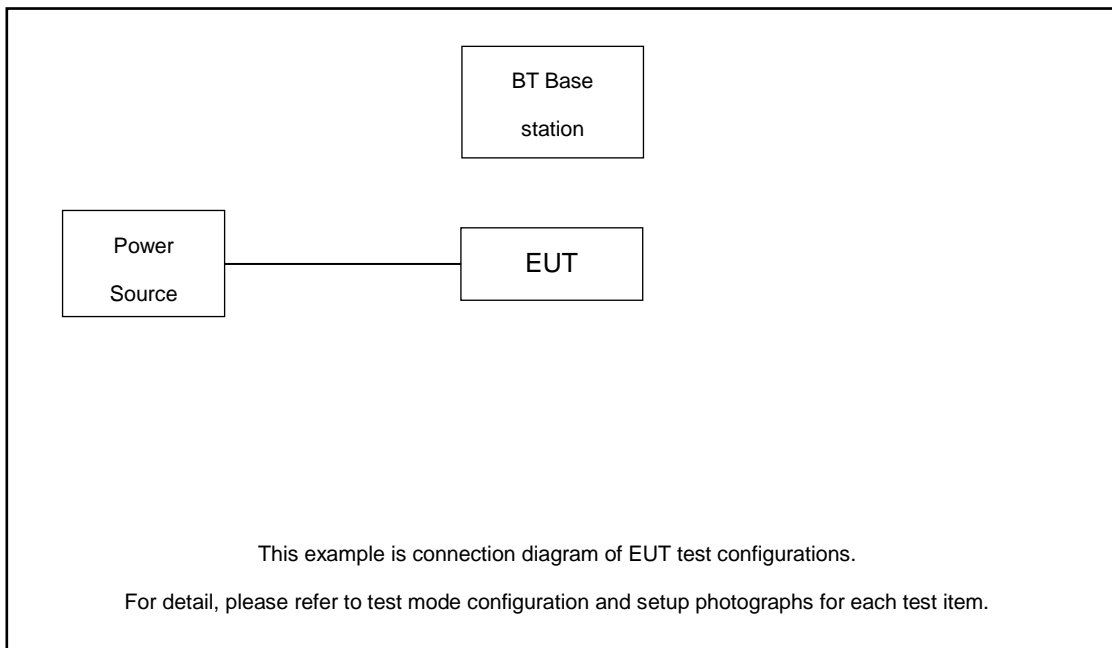 BT Base
station
Power
Source
EUT
This example is connection diagram of EUT test configurations.
For detail, please refer to test mode configuration and setup photographs for each test item.